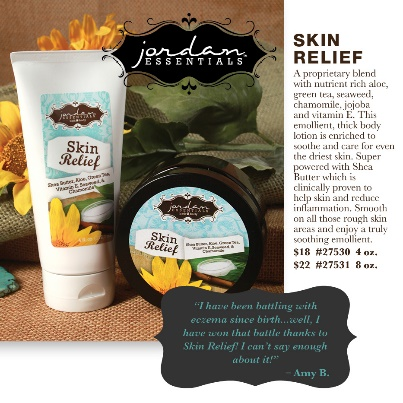 jordan
ESSENTIALS
SKIN
RELIEF
A proprietary blend
with nutrient rich aloe,
green tea, seaweed,
chamomile, jojoba
and vitamin E. This
emollient, thick body
lotion is enriched to
soothe and care for even
the driest skin. Super
powered with Shea
Butter which is
clinically proven to
help skin and reduce
inflammation. Smooth
on all those rough skin
areas and enjoy a truly
soothing emollient.
$18 #27530 4 oz.
$22 #27531 8 oz.
jordan
ESSENTIALS
Skin
Relief
Shea Butter, Aloe, Green Tea,
Vitamin E, Seaweed, &
Chamomile
jordan
ESSENTIALS
Skin
Relief
Shea Butter, Aloe, Green Tea,
Vitamin E, Seaweed, &
Chamomile
"I have been battling with
eczema since birth...well, I
have won that battle thanks to
Skin Relief! I can't say enough
about it!"
– Amy B.